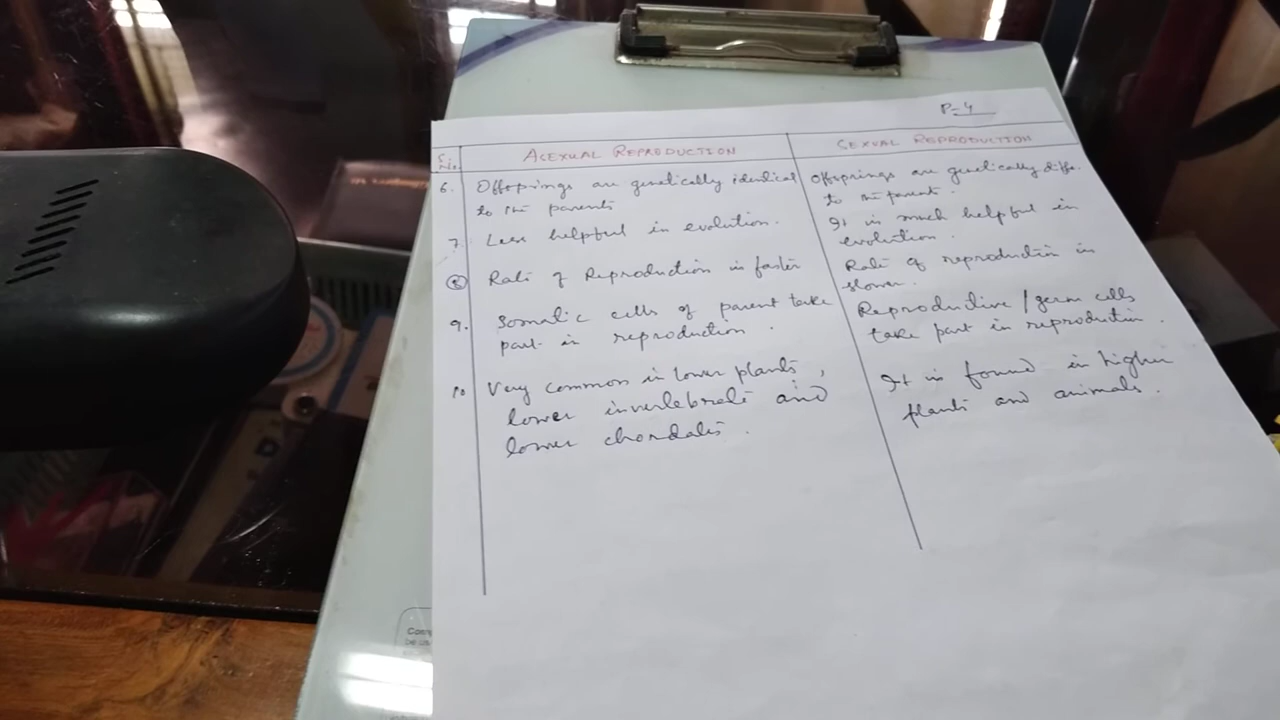 P-4
S.No. ASEXUAL REPRODUCTION SEXUAL REPRODUCTION
6. Offsprings are genetically identical
to the parents
Offsprings are genetically diffe.
to the parent.
7. Less helpful in evolution.
It is much helpful in
evolution.
8 Rate of Reproduction is faster
Rate of reproduction is
slower.
9. Somatic cells of parent take
part in reproduction.
Reproductive/germ cells
take part in reproduction.
10 Very common in lower plants,
lower invertebrate and
lower chordates.
It is found in higher
plants and animals.